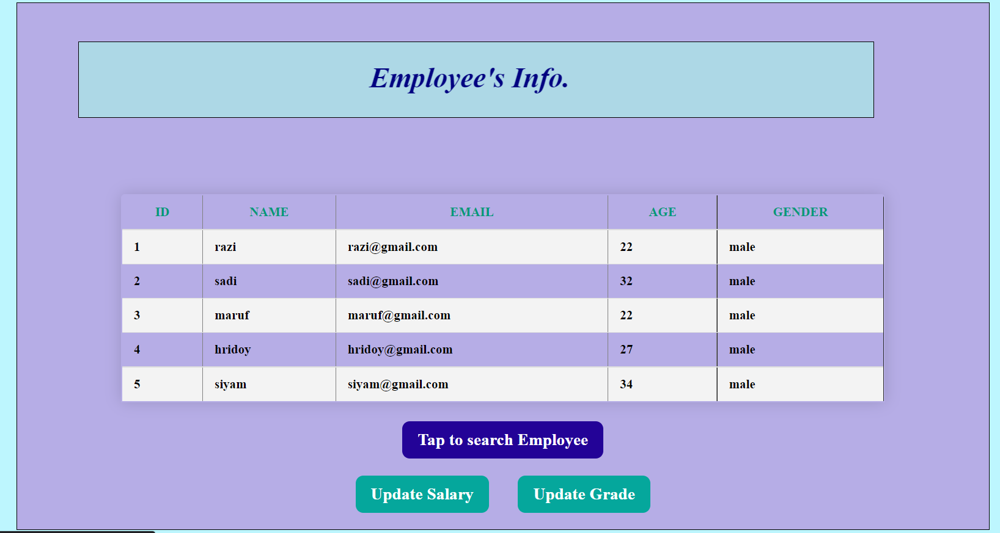 Employee's Info.
ID NAME EMAIL AGE GENDER
1 razi razi@gmail.com 22 male
2 sadi sadi@gmail.com 32 male
3 maruf maruf@gmail.com 22 male
4 hridoy hridoy@gmail.com 27 male
5 siyam siyam@gmail.com 34 male
Tap to search Employee
Update Salary Update Grade